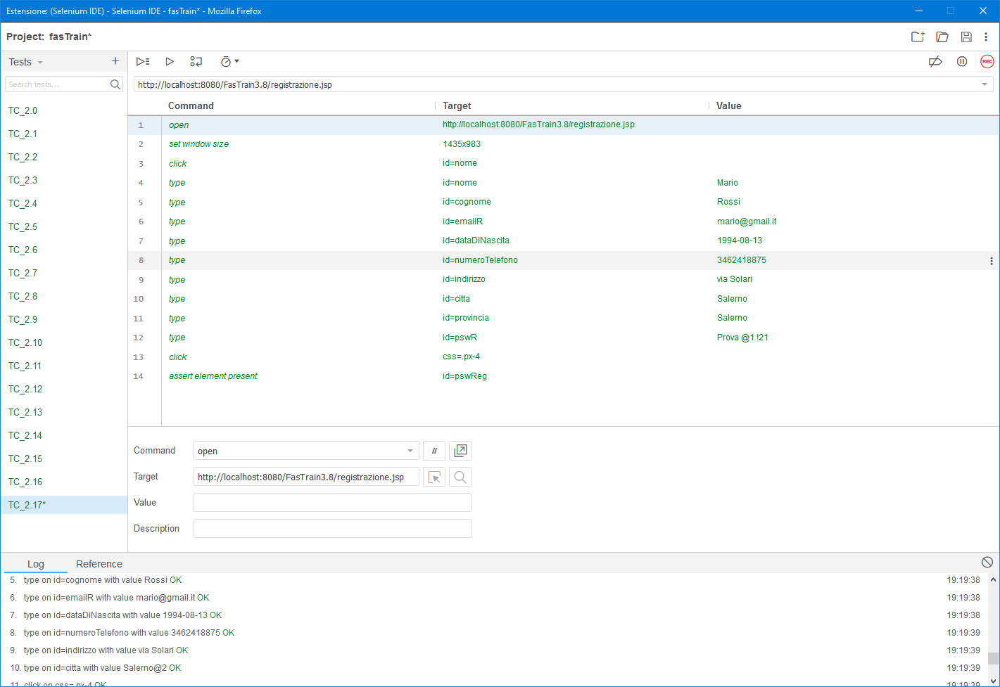 Estensione: (Selenium IDE) - Selenium IDE - fasTrain* - Mozilla Firefox
Project: fasTrain*
Tests
Search tests...
TC_2.0
TC_2.1
TC_2.2
TC_2.3
TC_2.4
TC_2.5
TC_2.6
TC_2.7
TC_2.8
TC_2.9
TC_2.10
TC_2.11
TC_2.12
TC_2.13
TC_2.14
TC_2.15
TC_2.16
TC_2.17*
REC
http://localhost:8080/FasTrain3.8/registrazione.jsp
Command Target Value
1 open http://localhost:8080/FasTrain3.8/registrazione.jsp
2 set window size 1435x983
3 click id=nome
4 type id=nome Mario
5 type id=cognome Rossi
6 type id=emailR mario@gmail.it
7 type id=dataDiNascita 1994-08-13
8 type id=numeroTelefono 3462418875
9 type id=indirizzo via Solari
10 type id=citta Salerno
11 type id=provincia Salerno
12 type id=pswR Prova @1 !21
13 click css=.px-4
14 assert element present id=pswReg
Command open //
Target http://localhost:8080/FasTrain3.8/registrazione.jsp
Value
Description
Log Reference
5. type on id=cognome with value Rossi OK 19:19:38
6. type on id=emailR with value mario@gmail.it OK 19:19:38
7. type on id=dataDiNascita with value 1994-08-13 OK 19:19:38
8. type on id=numeroTelefono with value 3462418875 OK 19:19:39
9. type on id=indirizzo with value via Solari OK 19:19:39
10. type on id=citta with value Salerno@2 OK 19:19:39
11. click on css=.px-4 OK 19:19:39